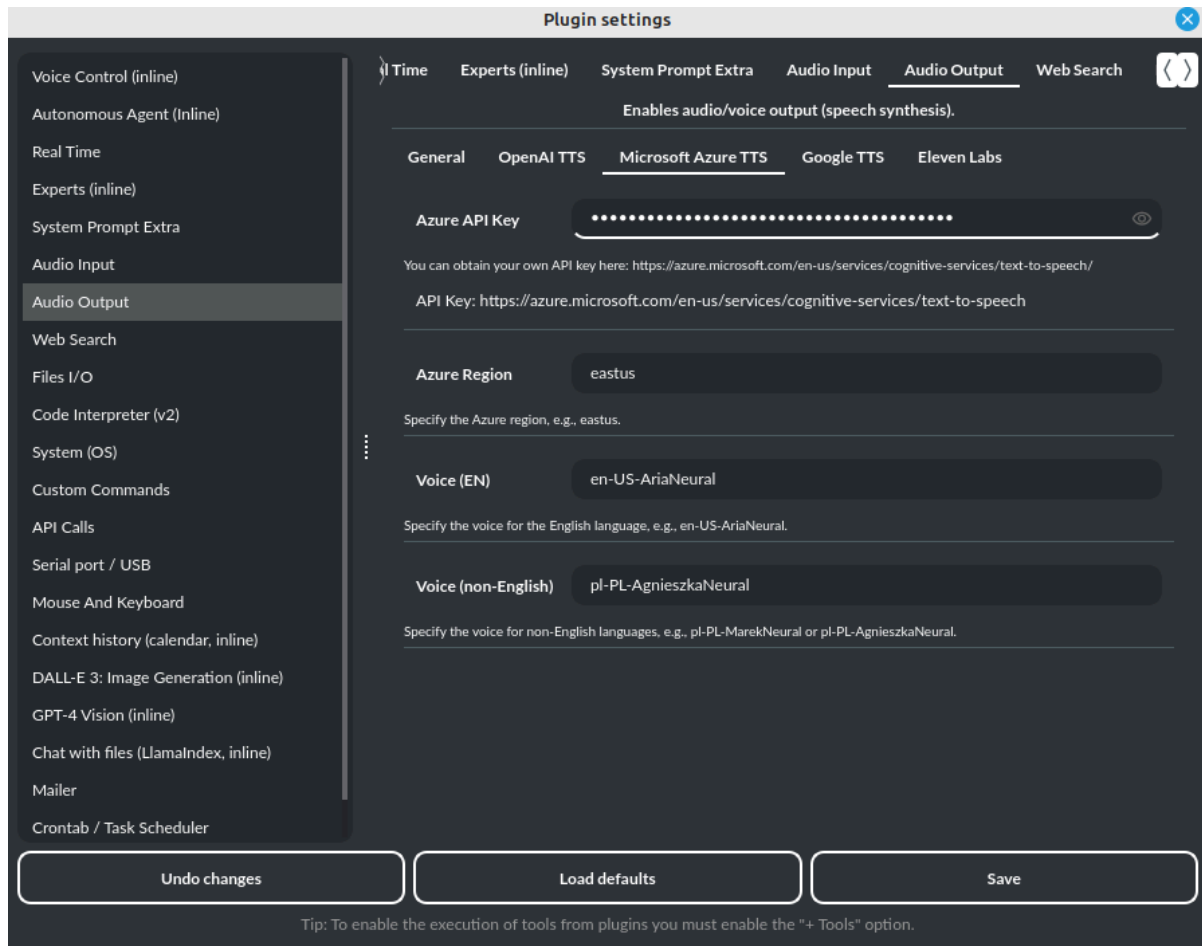 Plugin settings
Voice Control (inline)
Autonomous Agent (Inline)
Real Time
Experts (inline)
System Prompt Extra
Audio Input
Audio Output
Web Search
Files I/O
Code Interpreter (v2)
System (OS)
Custom Commands
API Calls
Serial port / USB
Mouse And Keyboard
Context history (calendar, inline)
DALL-E 3: Image Generation (inline)
GPT-4 Vision (inline)
Chat with files (LlamaIndex, inline)
Mailer
Crontab / Task Scheduler
l Time Experts (inline) System Prompt Extra Audio Input Audio Output Web Search
Enables audio/voice output (speech synthesis).
General OpenAI TTS Microsoft Azure TTS Google TTS Eleven Labs
Azure API Key
You can obtain your own API key here: https://azure.microsoft.com/en-us/services/cognitive-services/text-to-speech/
API Key: https://azure.microsoft.com/en-us/services/cognitive-services/text-to-speech
Azure Region eastus
Specify the Azure region, e.g., eastus.
Voice (EN) en-US-AriaNeural
Specify the voice for the English language, e.g., en-US-AriaNeural.
Voice (non-English) pl-PL-AgnieszkaNeural
Specify the voice for non-English languages, e.g., pl-PL-MarekNeural or pl-PL-AgnieszkaNeural.
Undo changes Load defaults Save
Tip: To enable the execution of tools from plugins you must enable the "+ Tools" option.